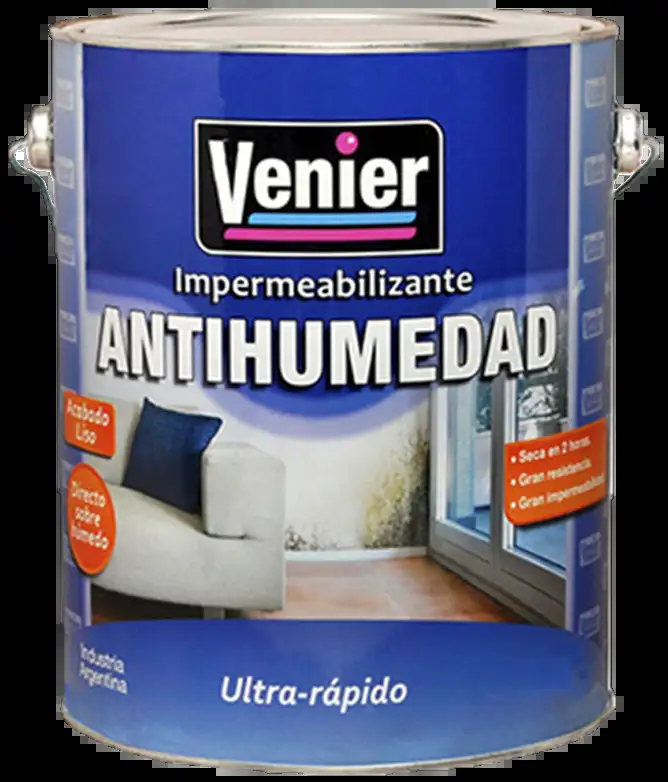 Venier
Impermeabilizante
ANTIHUMEDAD
Acabado
Liso
Directo
sobre
húmedo
• Seca en 2 horas.
• Gran resistencia.
• Gran impermeabilidad
Industria
Argentina
Ultra-rápido